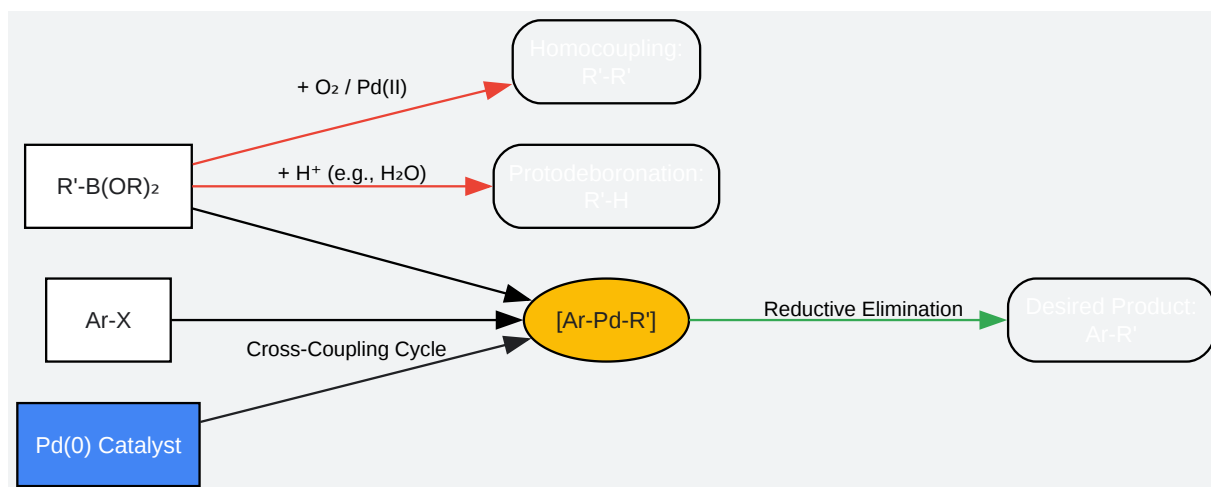 Homocoupling:
R'-R'
+ O₂ / Pd(II)
R'-B(OR)₂
+ H⁺ (e.g., H₂O)
Protodeboronation:
R'-H
Ar-X
[Ar-Pd-R']
Reductive Elimination
Desired Product:
Ar-R'
Cross-Coupling Cycle
Pd(0) Catalyst